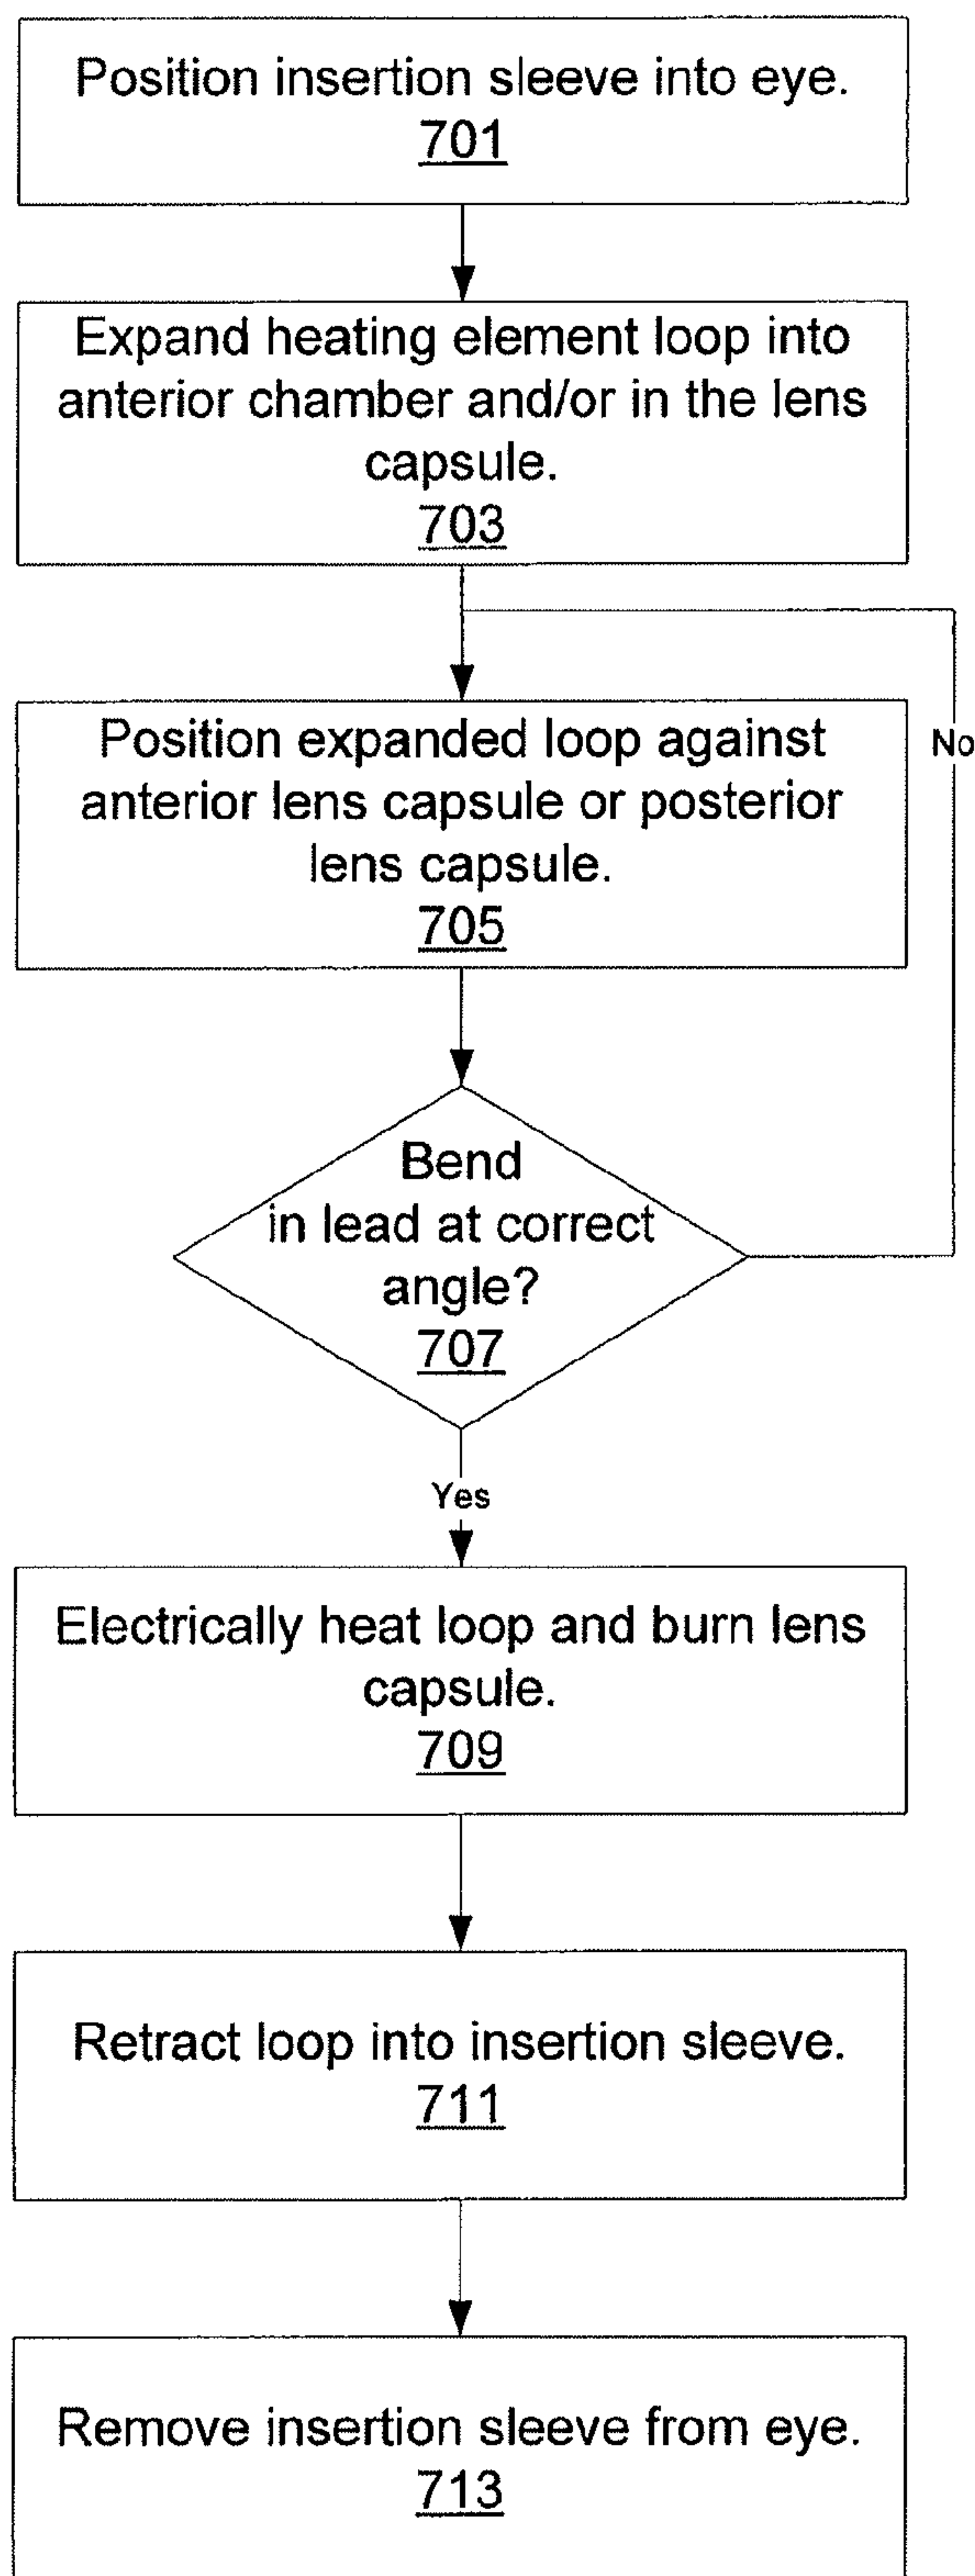 Position insertion sleeve into eye.
701
Expand heating element loop into
anterior chamber and/or in the lens
capsule.
703
Position expanded loop against
anterior lens capsule or posterior
lens capsule.
705
No
Bend
in lead at correct
angle?
707
Yes
Electrically heat loop and burn lens
capsule.
709
Retract loop into insertion sleeve.
711
Remove insertion sleeve from eye.
713